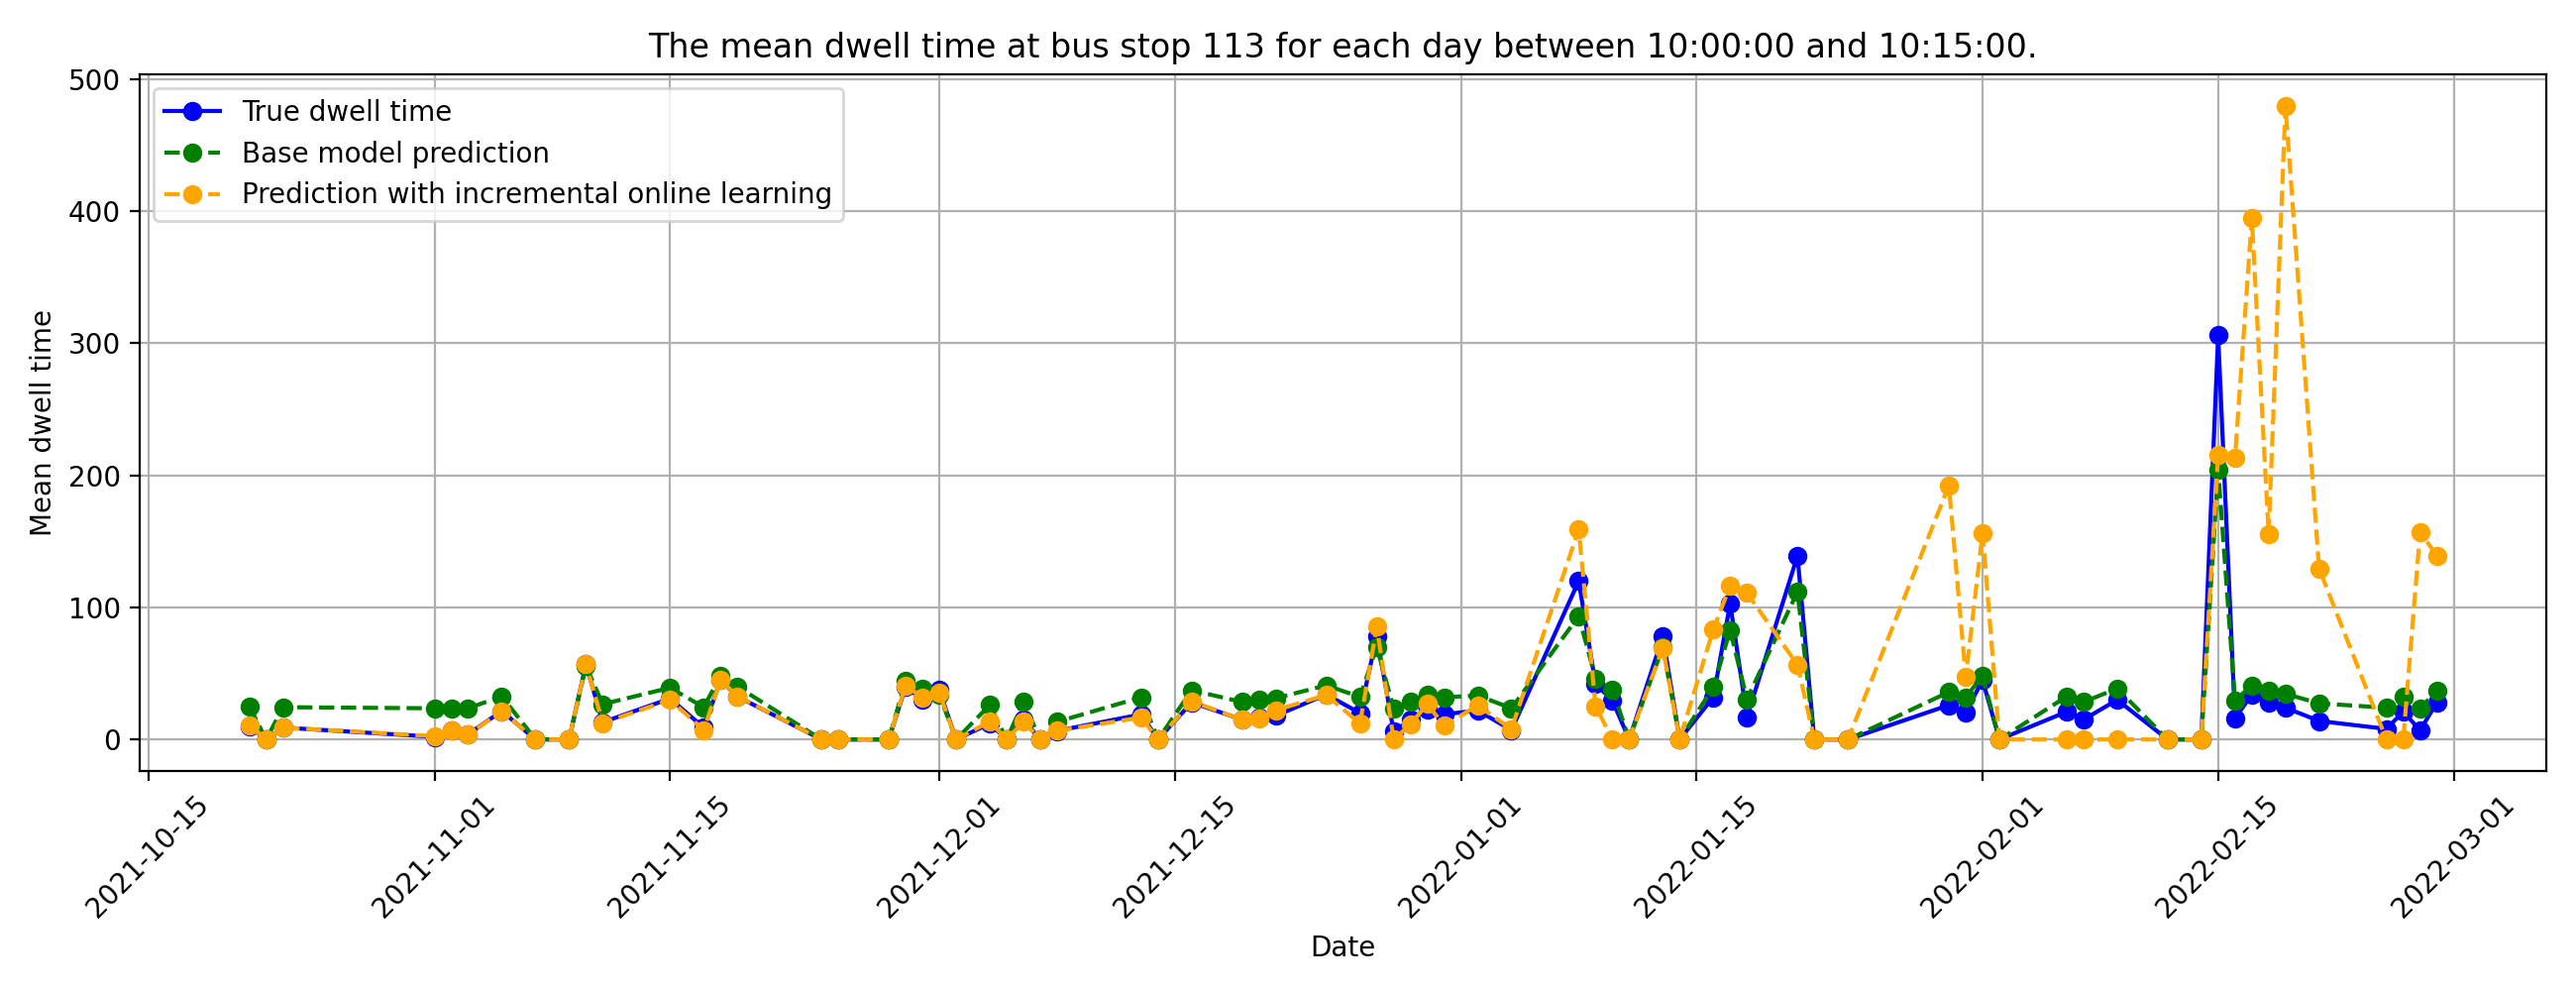 The mean dwell time at bus stop 113 for each day between 10:00:00 and 10:15:00.
500
400
300
200
100
0
Mean dwell time
True dwell time
Base model prediction
Prediction with incremental online learning
2021-10-15
2021-11-01
2021-11-15
2021-12-01
2021-12-15
2022-01-01
2022-01-15
2022-02-01
2022-02-15
2022-03-01
Date